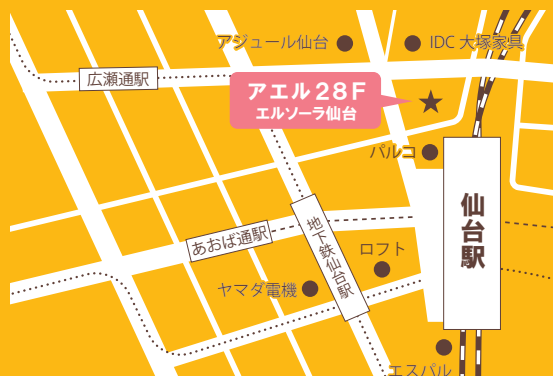 アジュール仙台
IDC 大塚家具
広瀬通駅
アエル28F
エルソーラ仙台
パルコ
仙台駅
地下鉄仙台駅
あおば通駅
ロフト
ヤマダ電機
エスパル